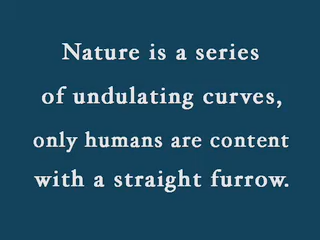 Nature is a series
of undulating curves,
only humans are content
with a straight furrow.